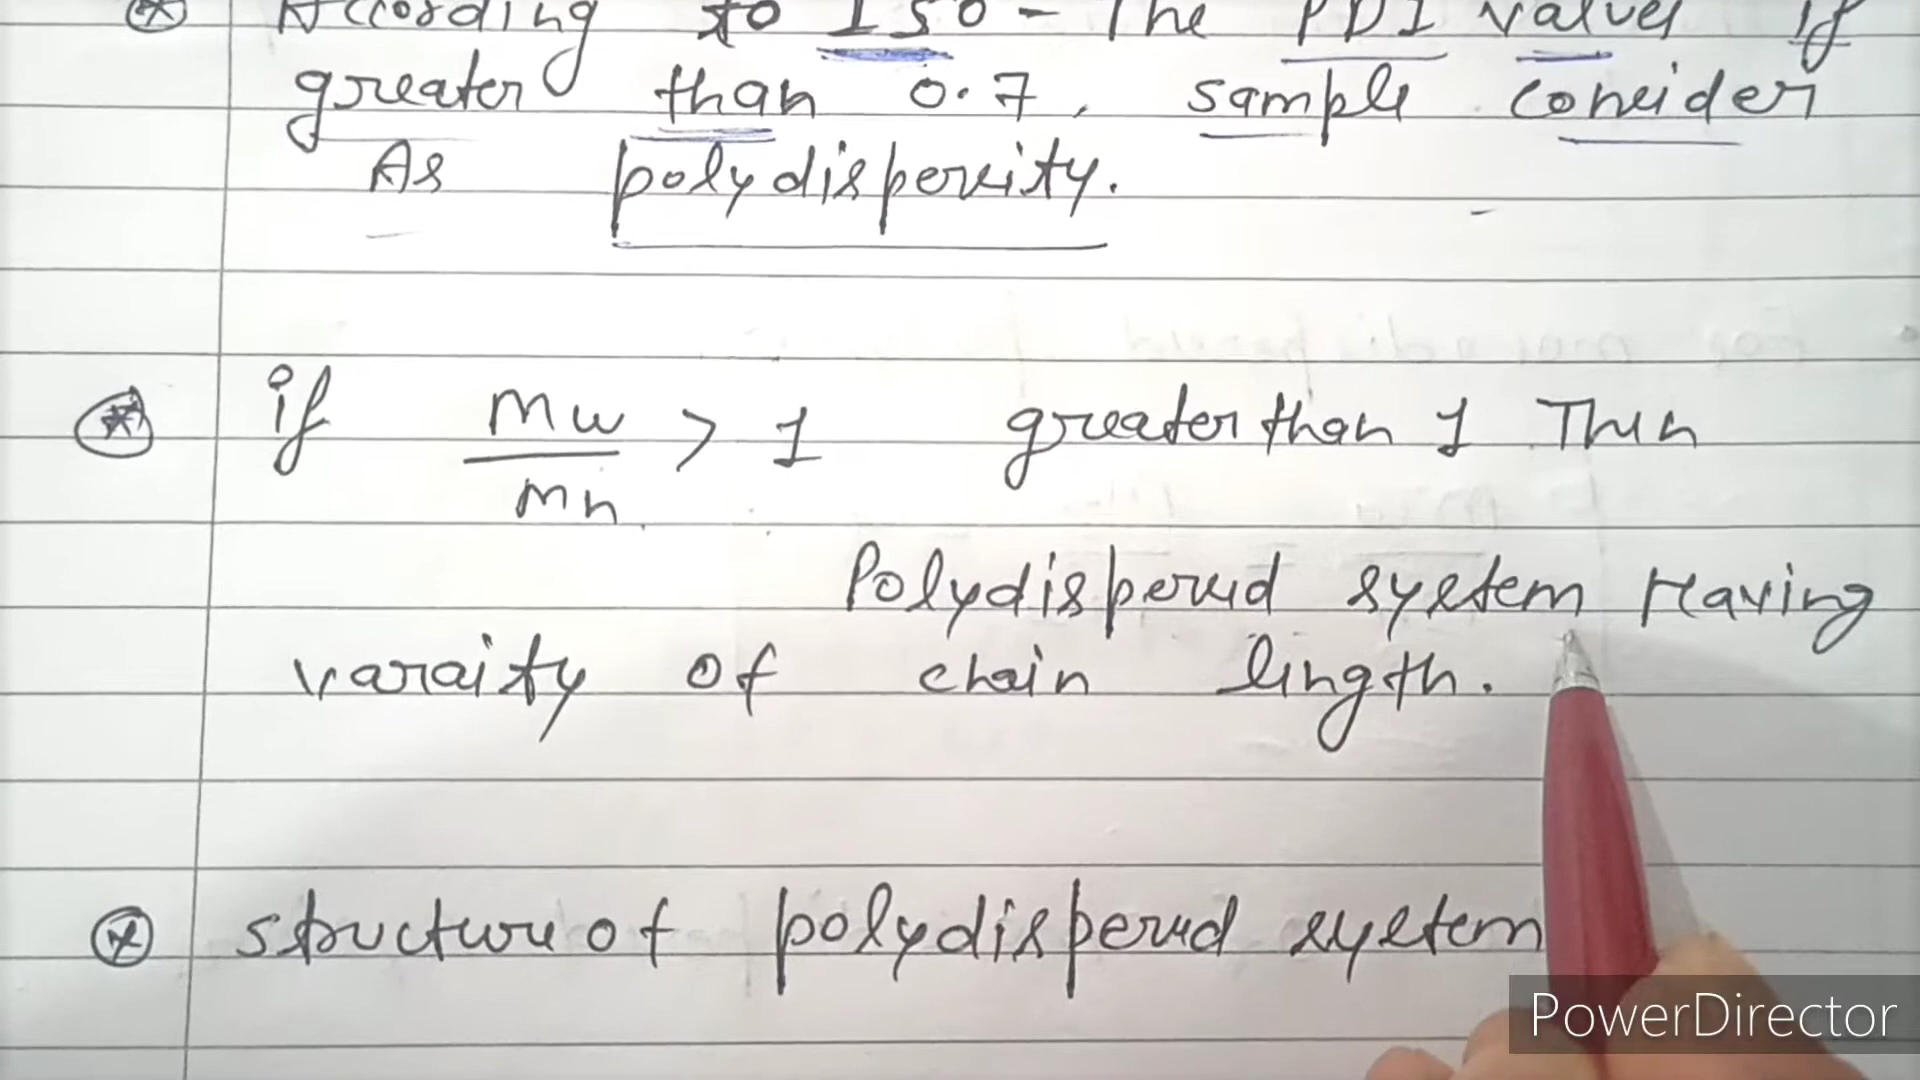 According to ISO - The PDI value if
greater than 0.7, sample consider
As polydispersity.
if Mw/Mn > 1 greater than 1 Then
Polydispersed system Having
varaity of chain length.
structure of polydispersed system
PowerDirector